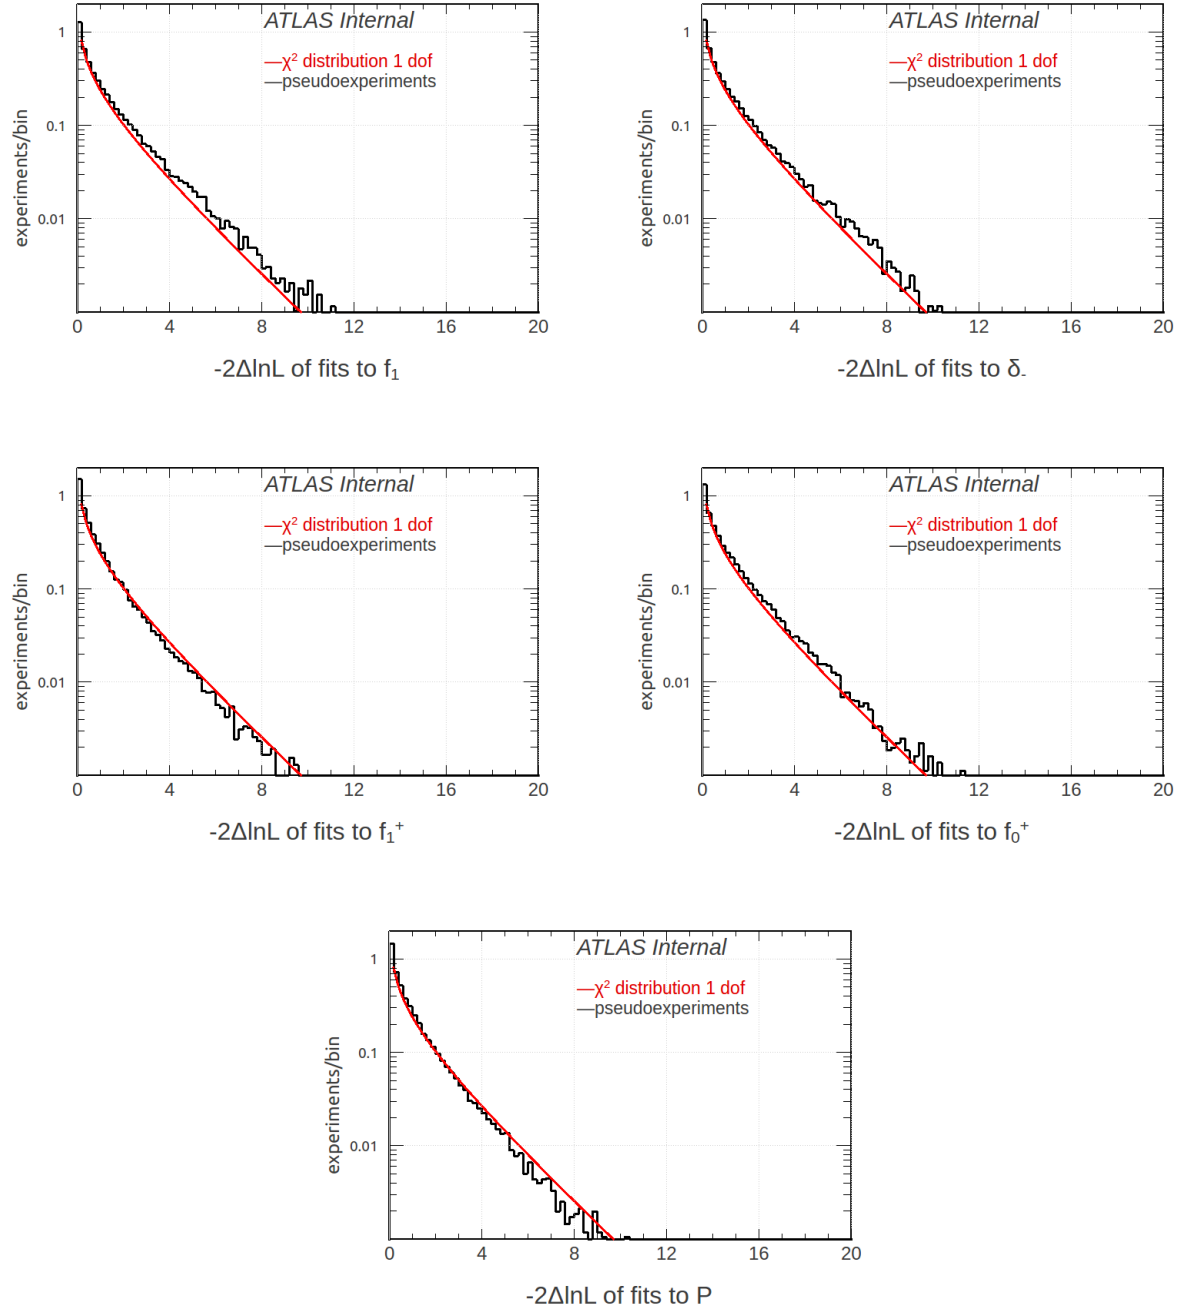 ATLAS Internal
—χ² distribution 1 dof
—pseudoexperiments
experiments/bin
1
0.1
0.01
0 4 8 12 16 20
-2ΔlnL of fits to f₁
ATLAS Internal
—χ² distribution 1 dof
—pseudoexperiments
experiments/bin
1
0.1
0.01
0 4 8 12 16 20
-2ΔlnL of fits to δ₋
ATLAS Internal
—χ² distribution 1 dof
—pseudoexperiments
experiments/bin
1
0.1
0.01
0 4 8 12 16 20
-2ΔlnL of fits to f₁⁺
ATLAS Internal
—χ² distribution 1 dof
—pseudoexperiments
experiments/bin
1
0.1
0.01
0 4 8 12 16 20
-2ΔlnL of fits to f₀⁺
ATLAS Internal
—χ² distribution 1 dof
—pseudoexperiments
experiments/bin
1
0.1
0.01
0 4 8 12 16 20
-2ΔlnL of fits to P